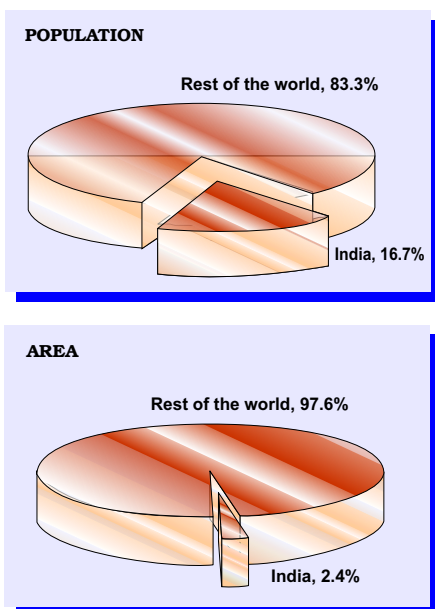 POPULATION
Rest of the world, 83.3%
India, 16.7%
AREA
Rest of the world, 97.6%
India, 2.4%